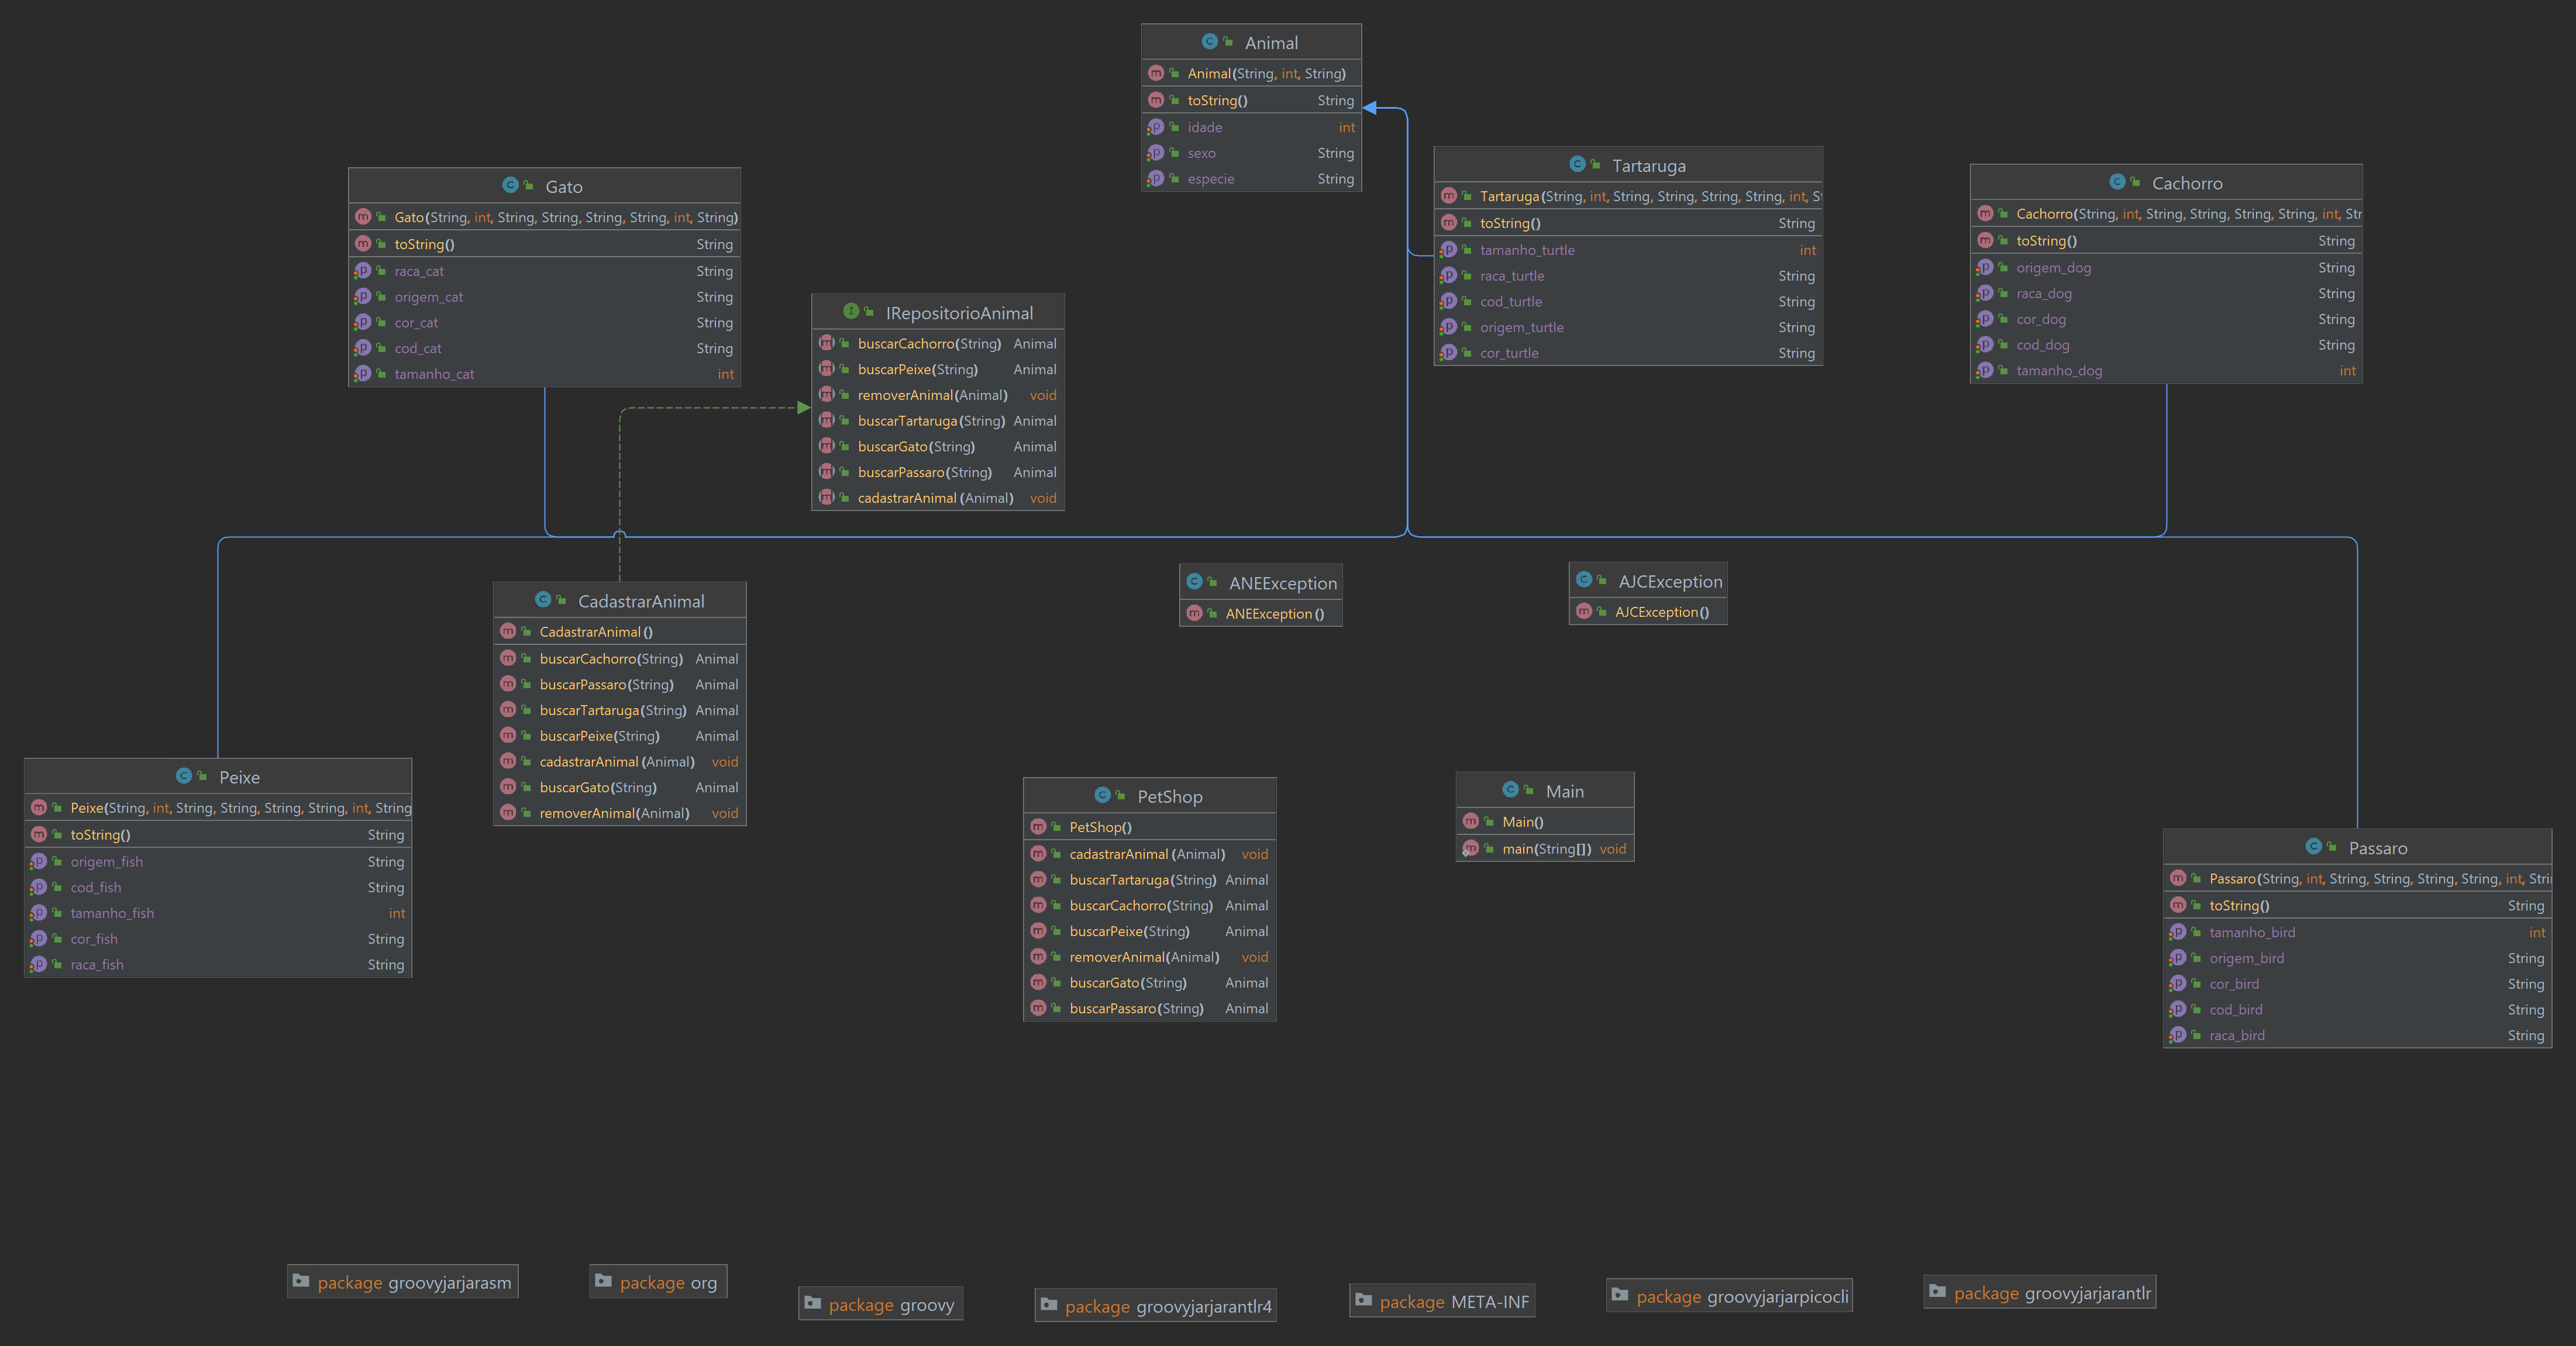 Animal
Animal(String, int, String)
toString() String
idade int
sexo String
especie String
Gato
Gato(String, int, String, String, String, String, int, String)
toString() String
raca_cat String
origem_cat String
cor_cat String
cod_cat String
tamanho_cat int
IRepositorioAnimal
buscarCachorro(String) Animal
buscarPeixe(String) Animal
removerAnimal(Animal) void
buscarTartaruga(String) Animal
buscarGato(String) Animal
buscarPassaro(String) Animal
cadastrarAnimal(Animal) void
Tartaruga
Tartaruga(String, int, String, String, String, String, int, S
toString() String
tamanho_turtle int
raca_turtle String
cod_turtle String
origem_turtle String
cor_turtle String
Cachorro
Cachorro(String, int, String, String, String, String, int, Str
toString() String
origem_dog String
raca_dog String
cor_dog String
cod_dog String
tamanho_dog int
CadastrarAnimal
CadastrarAnimal()
buscarCachorro(String) Animal
buscarPassaro(String) Animal
buscarTartaruga(String) Animal
buscarPeixe(String) Animal
cadastrarAnimal(Animal) void
buscarGato(String) Animal
removerAnimal(Animal) void
ANEException
ANEException()
AJCException
AJCException()
Peixe
Peixe(String, int, String, String, String, String, int, String
toString() String
origem_fish String
cod_fish String
tamanho_fish int
cor_fish String
raca_fish String
PetShop
PetShop()
cadastrarAnimal(Animal) void
buscarTartaruga(String) Animal
buscarCachorro(String) Animal
buscarPeixe(String) Animal
removerAnimal(Animal) void
buscarGato(String) Animal
buscarPassaro(String) Animal
Main
Main()
main(String[]) void
Passaro
Passaro(String, int, String, String, String, String, int, Stri
toString() String
tamanho_bird int
origem_bird String
cor_bird String
cod_bird String
raca_bird String
package groovyjarjarasm
package org
package groovy
package groovyjarjarantlr4
package META-INF
package groovyjarjarpicocli
package groovyjarjarantlr